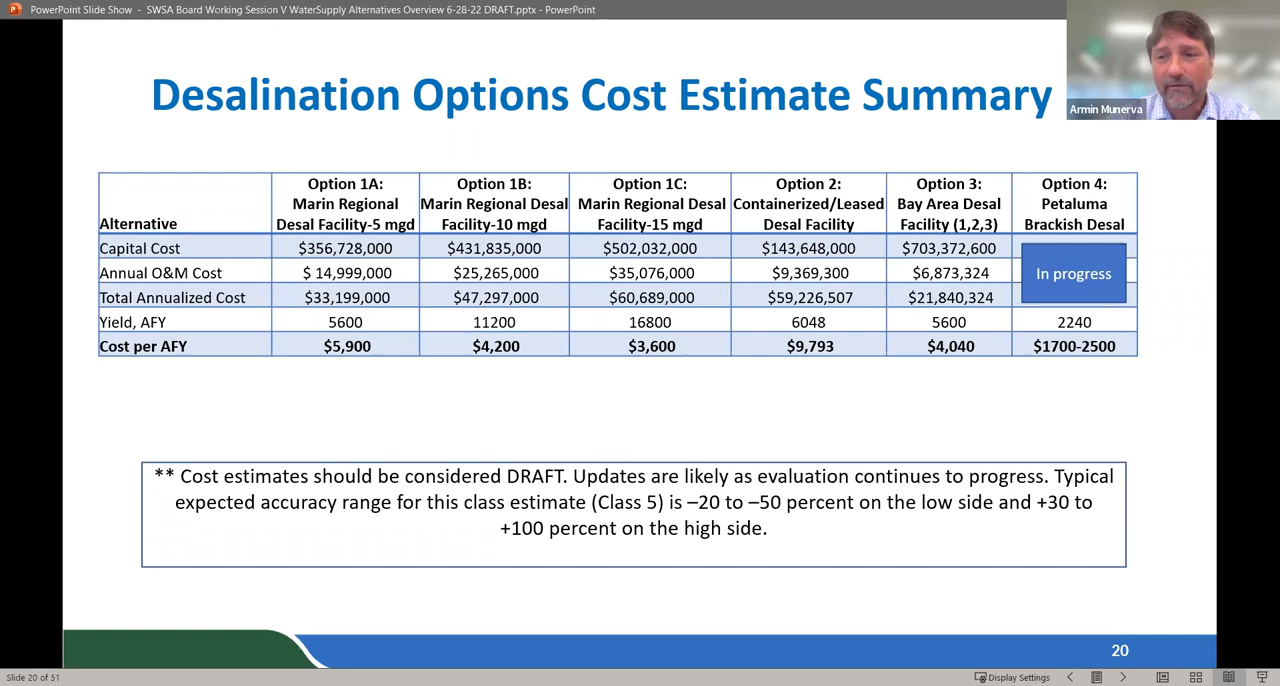 PowerPoint Slide Show - SWSA Board Working Session V WaterSupply Alternatives Overview 6-28-22 DRAFT.pptx - PowerPoint
Armin Munerva
Desalination Options Cost Estimate Summary
Alternative
Option 1A:
Marin Regional
Desal Facility-5 mgd
Option 1B:
Marin Regional Desal
Facility-10 mgd
Option 1C:
Marin Regional Desal
Facility-15 mgd
Option 2:
Containerized/Leased
Desal Facility
Option 3:
Bay Area Desal
Facility (1,2,3)
Option 4:
Petaluma
Brackish Desal
Capital Cost $356,728,000 $431,835,000 $502,032,000 $143,648,000 $703,372,600
Annual O&M Cost $ 14,999,000 $25,265,000 $35,076,000 $9,369,300 $6,873,324 In progress
Total Annualized Cost $33,199,000 $47,297,000 $60,689,000 $59,226,507 $21,840,324
Yield, AFY 5600 11200 16800 6048 5600 2240
Cost per AFY $5,900 $4,200 $3,600 $9,793 $4,040 $1700-2500
** Cost estimates should be considered DRAFT. Updates are likely as evaluation continues to progress. Typical
expected accuracy range for this class estimate (Class 5) is –20 to –50 percent on the low side and +30 to
+100 percent on the high side.
20
Slide 20 of 51
Display Settings